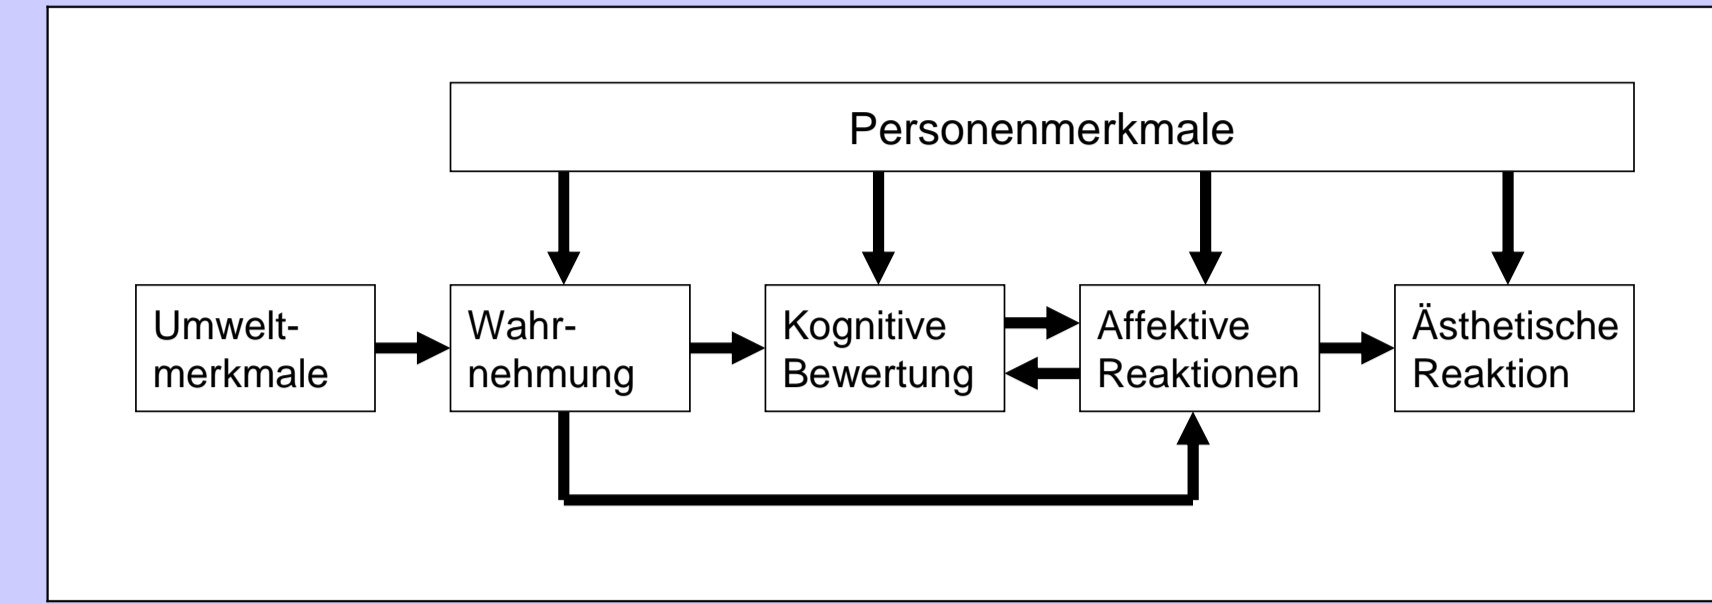 Personenmerkmale
Umwelt-
merkmale
Wahr-
nehmung
Kognitive
Bewertung
Affektive
Reaktionen
Ästhetische
Reaktion